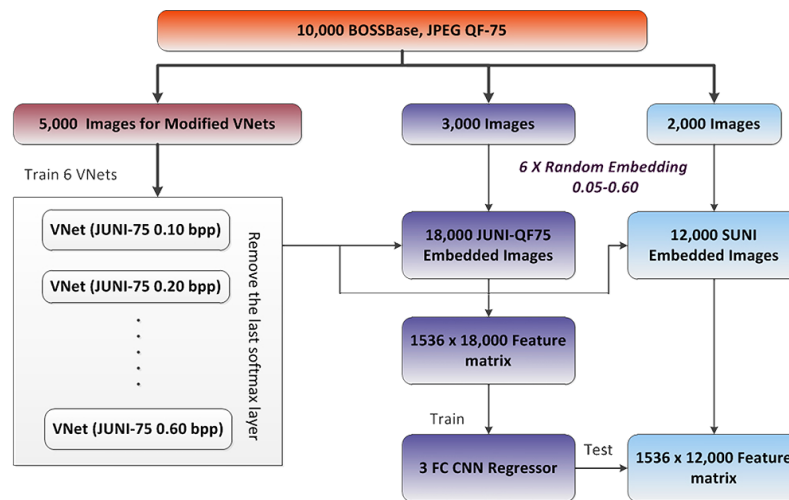 10,000 BOSSBase, JPEG QF-75
5,000 Images for Modified VNets
3,000 Images
2,000 Images
Train 6 VNets
6 X Random Embedding
0.05-0.60
VNet (JUNI-75 0.10 bpp)
VNet (JUNI-75 0.20 bpp)
VNet (JUNI-75 0.60 bpp)
Remove the last softmax layer
18,000 JUNI-QF75
Embedded Images
12,000 SUNI
Embedded Images
1536 x 18,000 Feature
matrix
Train
3 FC CNN Regressor
Test
1536 x 12,000 Feature
matrix